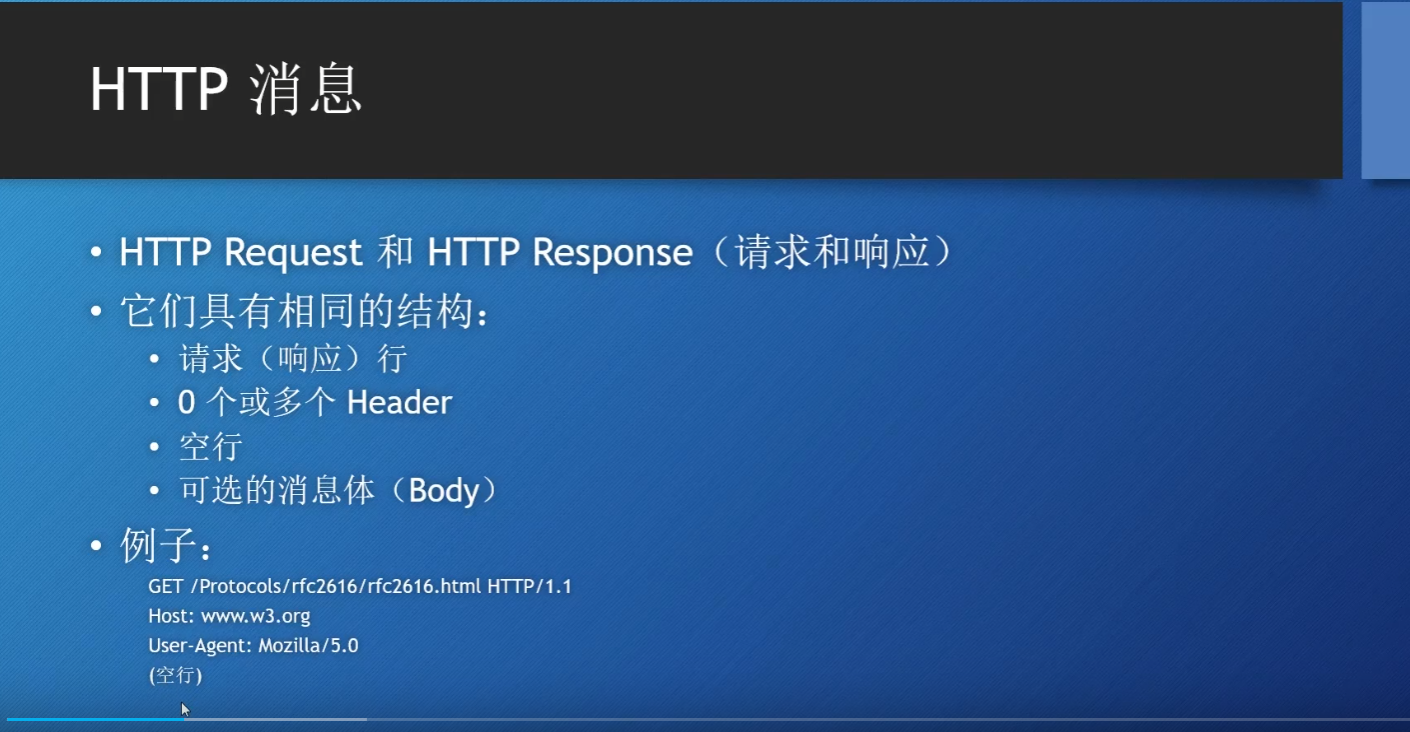 HTTP 消息
• HTTP Request 和 HTTP Response（请求和响应）
• 它们具有相同的结构：
• 请求（响应）行
• 0 个或多个 Header
• 空行
• 可选的消息体（Body）
• 例子：
GET /Protocols/rfc2616/rfc2616.html HTTP/1.1
Host: www.w3.org
User-Agent: Mozilla/5.0
(空行)